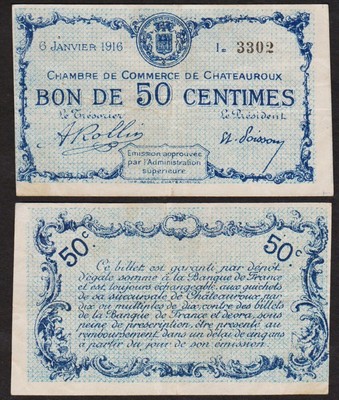 6 JANVIER 1916
1e 3302
CHAMBRE DE COMMERCE DE CHATEAUROUX
BON DE 50 CENTIMES
Le Trésorier
Le Président
Emission approuvée
par l'Administration
supérieure
50c.
50c.
Ce billet est garanti par dépôt
d'égale somme à la Banque de France
et est, toujours échangeable, aux guichets
de sa succursale de Châteauroux, par
dix ou multiples de dix, contre des billets
de la Banque de France et devra, sous
peine de prescription, être présenté au
remboursement dans un délai de cinq ans
à partir du jour de son émission.